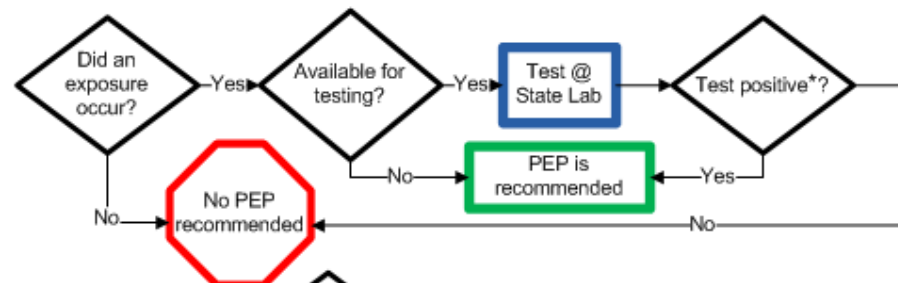 Did an
exposure
occur?
Yes
Available for
testing?
Yes
Test @
State Lab
Test positive*?
No
No PEP
recommended
No
PEP is
recommended
Yes
No